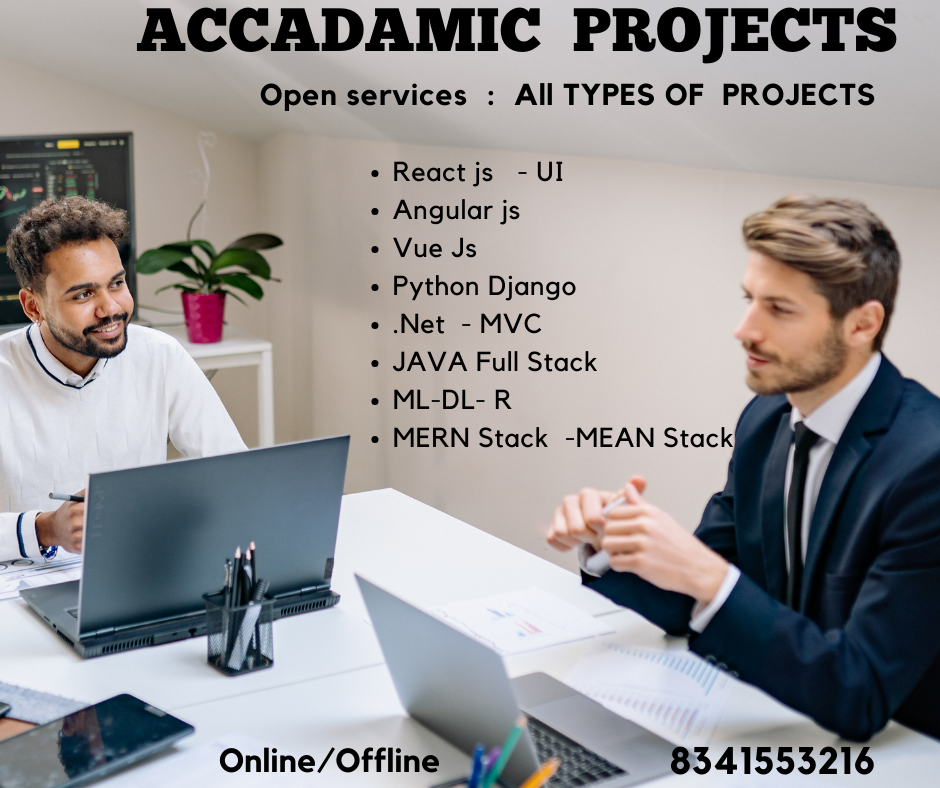 ACCADAMIC PROJECTS
Open services : All TYPES OF PROJECTS
• React js - UI
• Angular js
• Vue Js
• Python Django
• .Net - MVC
• JAVA Full Stack
• ML-DL- R
• MERN Stack -MEAN Stack
Online/Offline
8341553216